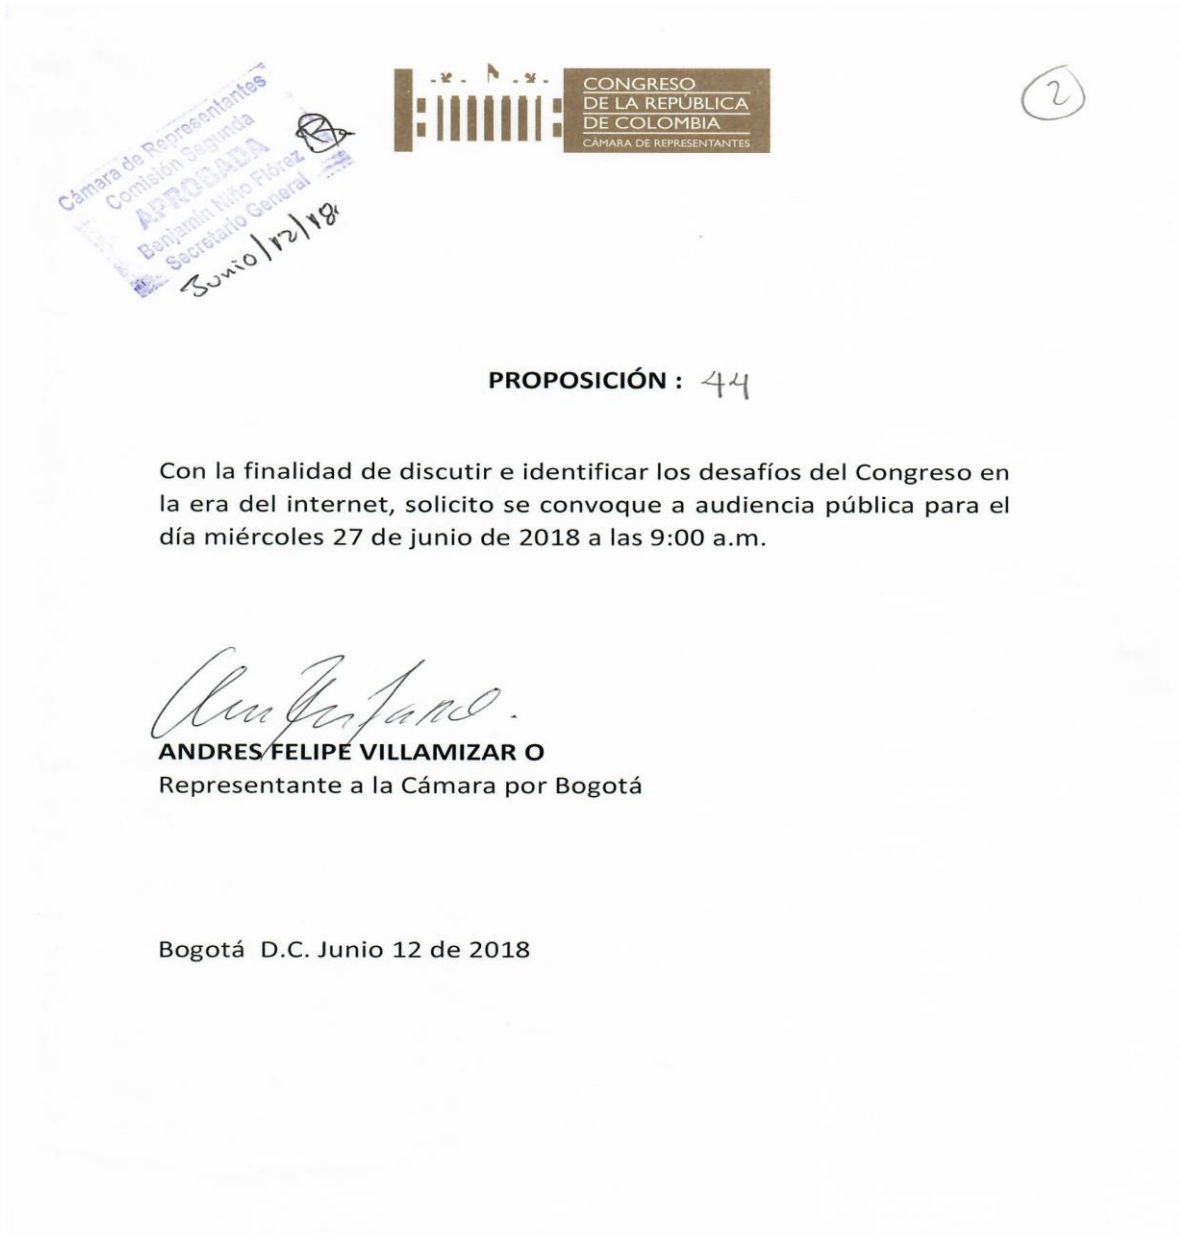 Cámara de Representantes
Comisión Segunda
APROBADA
Benjamín Niño Flórez
Secretario General
Junio/12/18
CONGRESO
DE LA REPÚBLICA
DE COLOMBIA
CÁMARA DE REPRESENTANTES
2
PROPOSICIÓN : 44
Con la finalidad de discutir e identificar los desafíos del Congreso en
la era del internet, solicito se convoque a audiencia pública para el
día miércoles 27 de junio de 2018 a las 9:00 a.m.
ANDRES FELIPE VILLAMIZAR O
Representante a la Cámara por Bogotá
Bogotá D.C. Junio 12 de 2018